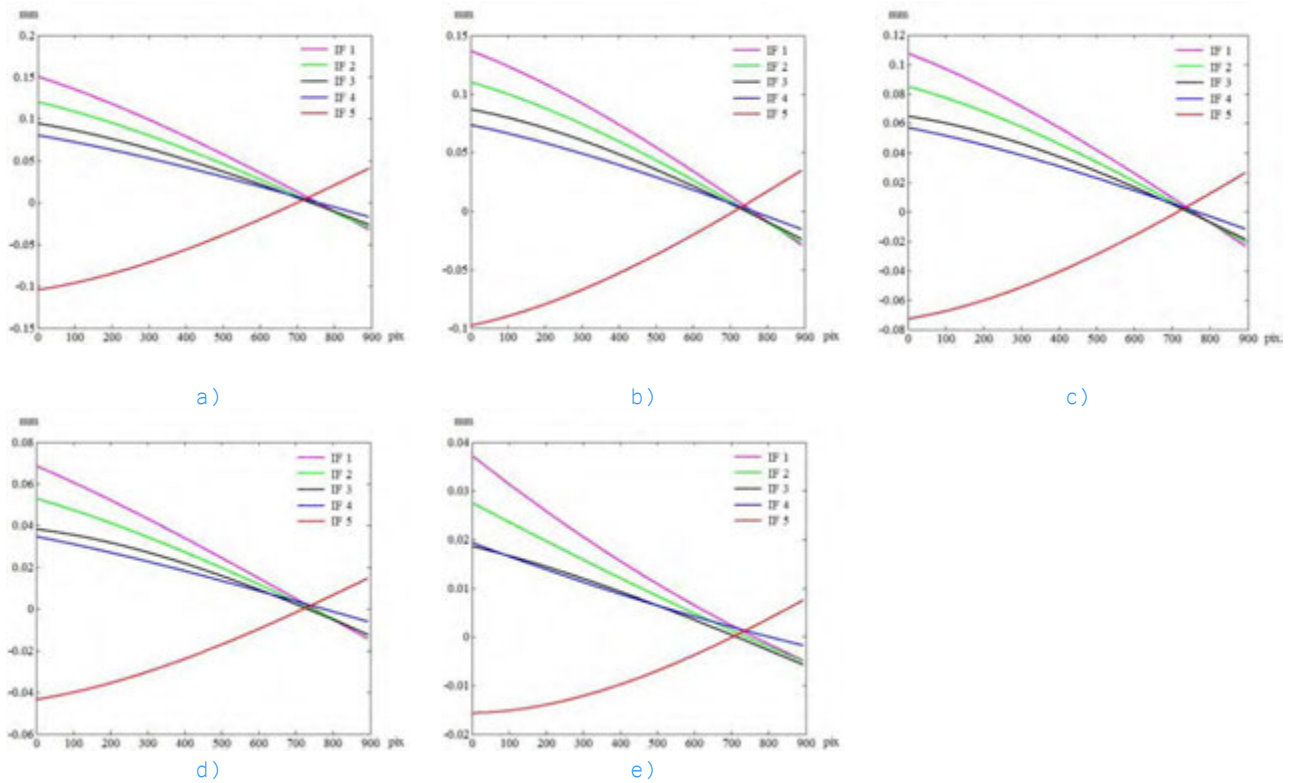 mm
0.2
0.15
0.1
0.05
0
-0.05
-0.1
-0.15
0 100 200 300 400 500 600 700 800 900 pix
IF 1
IF 2
IF 3
IF 4
IF 5
a)
mm
0.15
0.1
0.05
0
-0.05
-0.1
0 100 200 300 400 500 600 700 800 900 pix
IF 1
IF 2
IF 3
IF 4
IF 5
b)
mm
0.12
0.1
0.08
0.06
0.04
0.02
0
-0.02
-0.04
-0.06
-0.08
0 100 200 300 400 500 600 700 800 900 pix.
IF 1
IF 2
IF 3
IF 4
IF 5
c)
mm
0.08
0.06
0.04
0.02
0
-0.02
-0.04
-0.06
0 100 200 300 400 500 600 700 800 900 pix
IF 1
IF 2
IF 3
IF 4
IF 5
d)
mm
0.04
0.03
0.02
0.01
0
-0.01
-0.02
0 100 200 300 400 500 600 700 800 900 pix
IF 1
IF 2
IF 3
IF 4
IF 5
e)